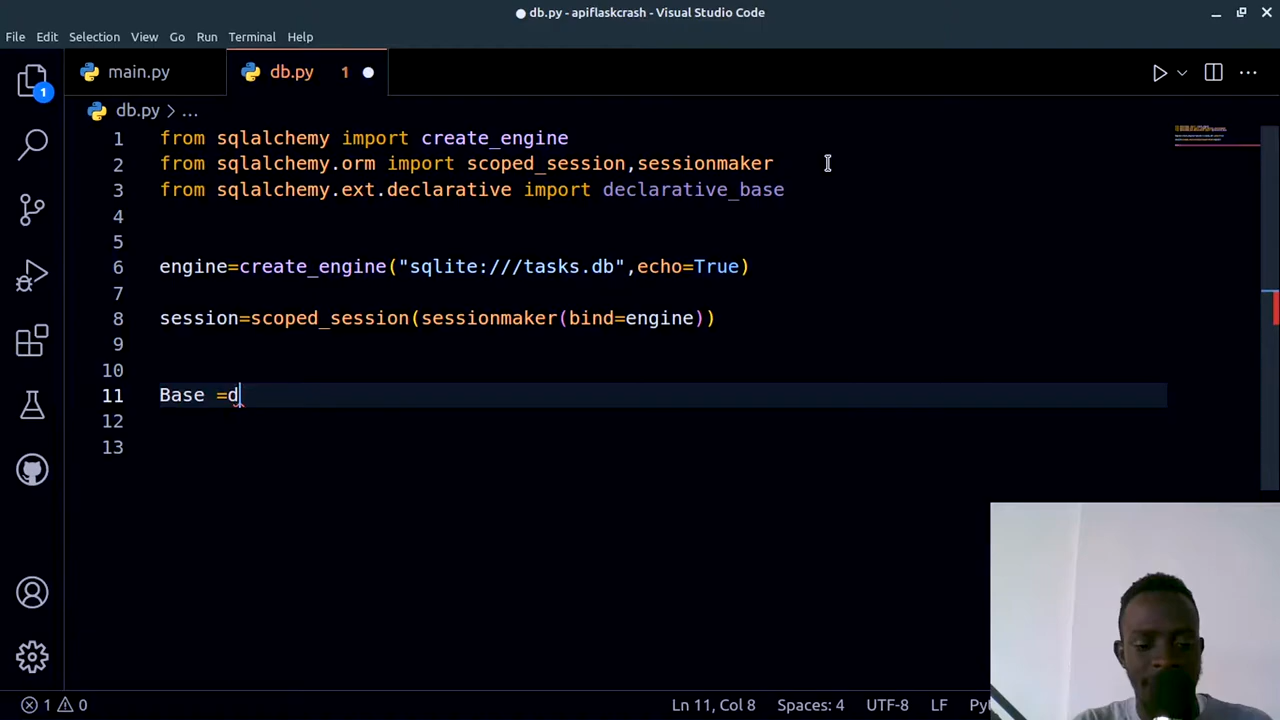 db.py - apiflaskcrash - Visual Studio Code
File Edit Selection View Go Run Terminal Help
main.py db.py 1
db.py > ...
1 from sqlalchemy import create_engine
2 from sqlalchemy.orm import scoped_session,sessionmaker
3 from sqlalchemy.ext.declarative import declarative_base
4
5
6 engine=create_engine("sqlite:///tasks.db",echo=True)
7
8 session=scoped_session(sessionmaker(bind=engine))
9
10
11 Base =d
12
13
1
1 0 Ln 11, Col 8 Spaces: 4 UTF-8 LF